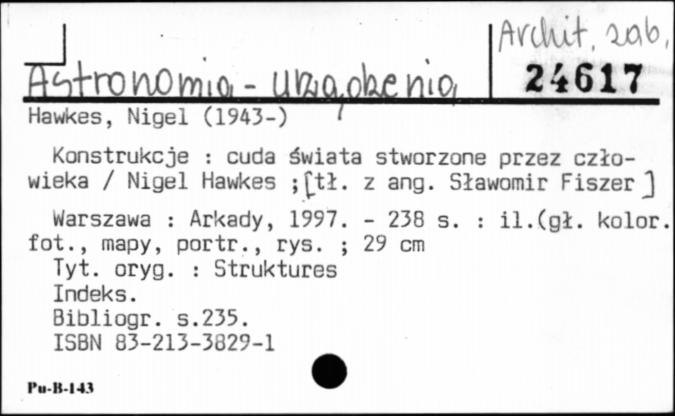 Archit. zab.
Astronomia - urządzenia
24617
Hawkes, Nigel (1943-)
Konstrukcje : cuda świata stworzone przez czło-
wieka / Nigel Hawkes ;[tł. z ang. Sławomir Fiszer]
Warszawa : Arkady, 1997. - 238 s. : il.(gł. kolor.
fot., mapy, portr., rys. ; 29 cm
Tyt. oryg. : Struktures
Indeks.
Bibliogr. s.235.
ISBN 83-213-3829-1
Pu-B-143